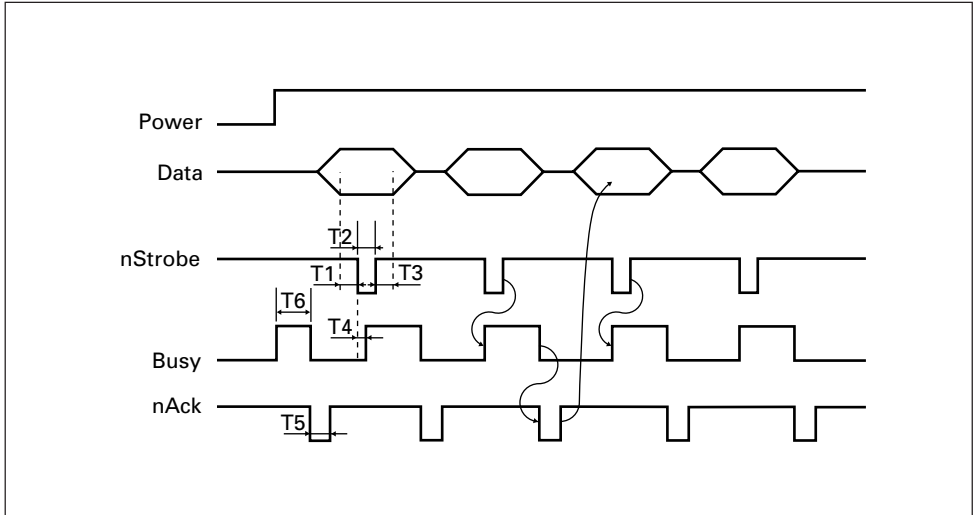 Power
Data
T2
nStrobe
T1
T3
T6
T4
Busy
nAck
T5